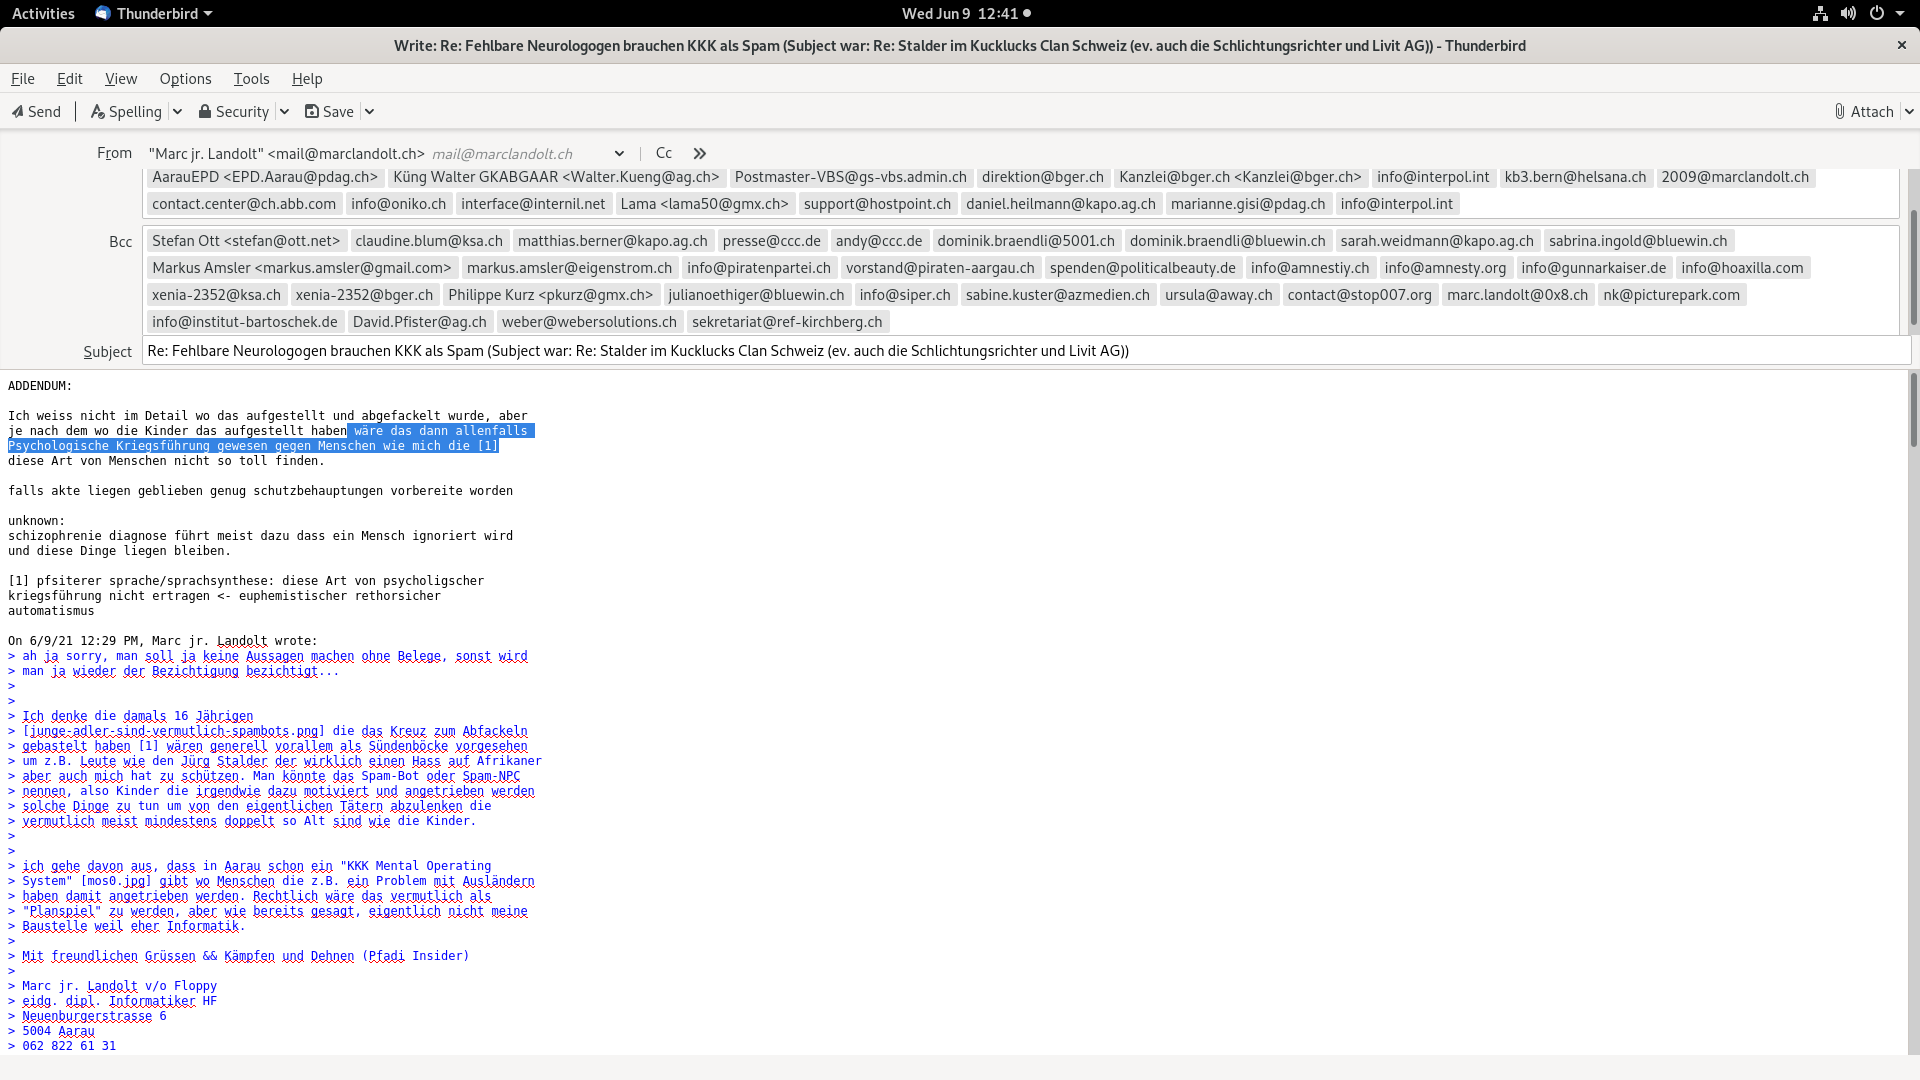 Activities Thunderbird Wed Jun 9 12:41
Write: Re: Fehlbare Neurologogen brauchen KKK als Spam (Subject war: Re: Stalder im Kucklucks Clan Schweiz (ev. auch die Schlichtungsrichter und Livit AG)) - Thunderbird
File Edit View Options Tools Help
Send Spelling Security Save Attach
From "Marc jr. Landolt" <mail@marclandolt.ch> mail@marclandolt.ch Cc
AarauEPD <EPD.Aarau@pdag.ch> Küng Walter GKABGAAR <Walter.Kueng@ag.ch> Postmaster-VBS@gs-vbs.admin.ch direktion@bger.ch Kanzlei@bger.ch <Kanzlei@bger.ch> info@interpol.int kb3.bern@helsana.ch 2009@marclandolt.ch
contact.center@ch.abb.com info@oniko.ch interface@internil.net Lama <lama50@gmx.ch> support@hostpoint.ch daniel.heilmann@kapo.ag.ch marianne.gisi@pdag.ch info@interpol.int
Bcc Stefan Ott <stefan@ott.net> claudine.blum@ksa.ch matthias.berner@kapo.ag.ch presse@ccc.de andy@ccc.de dominik.braendli@5001.ch dominik.braendli@bluewin.ch sarah.weidmann@kapo.ag.ch sabrina.ingold@bluewin.ch
Markus Amsler <markus.amsler@gmail.com> markus.amsler@eigenstrom.ch info@piratenpartei.ch vorstand@piraten-aargau.ch spenden@politicalbeauty.de info@amnestiy.ch info@amnesty.org info@gunnarkaiser.de info@hoaxilla.com
xenia-2352@ksa.ch xenia-2352@bger.ch Philippe Kurz <pkurz@gmx.ch> julianoethiger@bluewin.ch info@siper.ch sabine.kuster@azmedien.ch ursula@away.ch contact@stop007.org marc.landolt@0x8.ch nk@picturepark.com
info@institut-bartoschek.de David.Pfister@ag.ch weber@webersolutions.ch sekretariat@ref-kirchberg.ch
Subject Re: Fehlbare Neurologogen brauchen KKK als Spam (Subject war: Re: Stalder im Kucklucks Clan Schweiz (ev. auch die Schlichtungsrichter und Livit AG))
ADDENDUM:
Ich weiss nicht im Detail wo das aufgestellt und abgefackelt wurde, aber
je nach dem wo die Kinder das aufgestellt haben wäre das dann allenfalls
Psychologische Kriegsführung gewesen gegen Menschen wie mich die [1]
diese Art von Menschen nicht so toll finden.
falls akte liegen geblieben genug schutzbehauptungen vorbereite worden
unknown:
schizophrenie diagnose führt meist dazu dass ein Mensch ignoriert wird
und diese Dinge liegen bleiben.
[1] pfsiterer sprache/sprachsynthese: diese Art von psycholigscher
kriegsführung nicht ertragen <- euphemistischer rethorsicher
automatismus
On 6/9/21 12:29 PM, Marc jr. Landolt wrote:
> ah ja sorry, man soll ja keine Aussagen machen ohne Belege, sonst wird
> man ja wieder der Bezichtigung bezichtigt...
>
>
> Ich denke die damals 16 Jährigen
> [junge-adler-sind-vermutlich-spambots.png] die das Kreuz zum Abfackeln
> gebastelt haben [1] wären generell vorallem als Sündenböcke vorgesehen
> um z.B. Leute wie den Jürg Stalder der wirklich einen Hass auf Afrikaner
> aber auch mich hat zu schützen. Man könnte das Spam-Bot oder Spam-NPC
> nennen, also Kinder die irgendwie dazu motiviert und angetrieben werden
> solche Dinge zu tun um von den eigentlichen Tätern abzulenken die
> vermutlich meist mindestens doppelt so Alt sind wie die Kinder.
>
>
> ich gehe davon aus, dass in Aarau schon ein "KKK Mental Operating
> System" [mos0.jpg] gibt wo Menschen die z.B. ein Problem mit Ausländern
> haben damit angetrieben werden. Rechtlich wäre das vermutlich als
> "Planspiel" zu werden, aber wie bereits gesagt, eigentlich nicht meine
> Baustelle weil eher Informatik.
>
> Mit freundlichen Grüssen && Kämpfen und Dehnen (Pfadi Insider)
>
> Marc jr. Landolt v/o Floppy
> eidg. dipl. Informatiker HF
> Neuenburgerstrasse 6
> 5004 Aarau
> 062 822 61 31